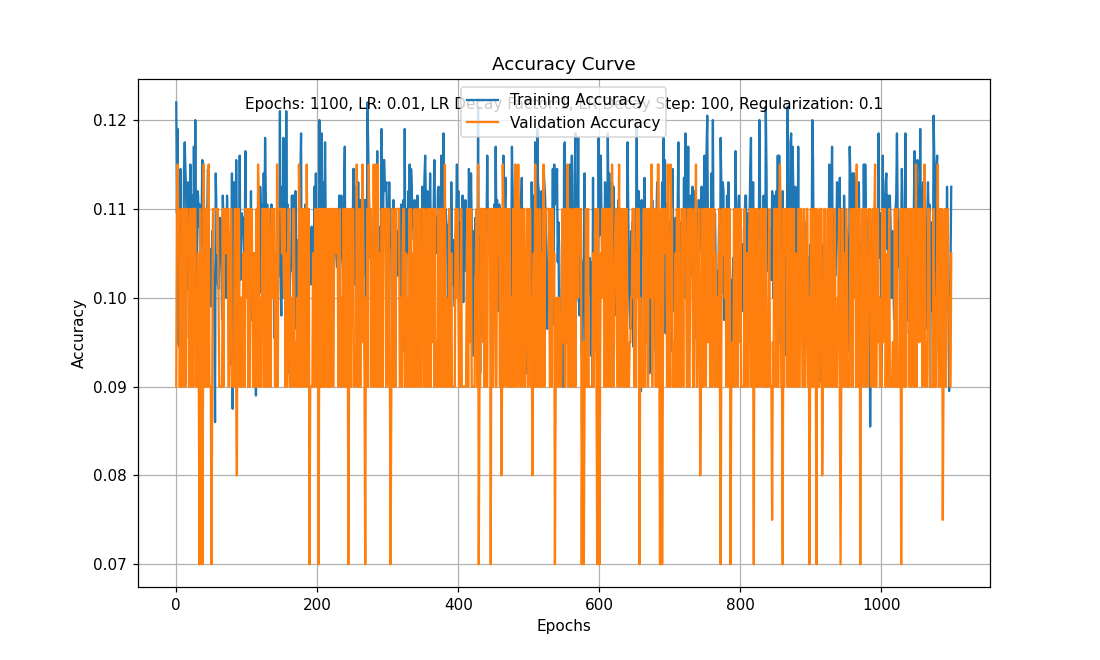 Accuracy Curve
Epochs: 1100, LR: 0.01, LR Decay Step: 100, Regularization: 0.1
Training Accuracy
Validation Accuracy
Accuracy
0.12
0.11
0.10
0.09
0.08
0.07
0
200
400
600
800
1000
Epochs